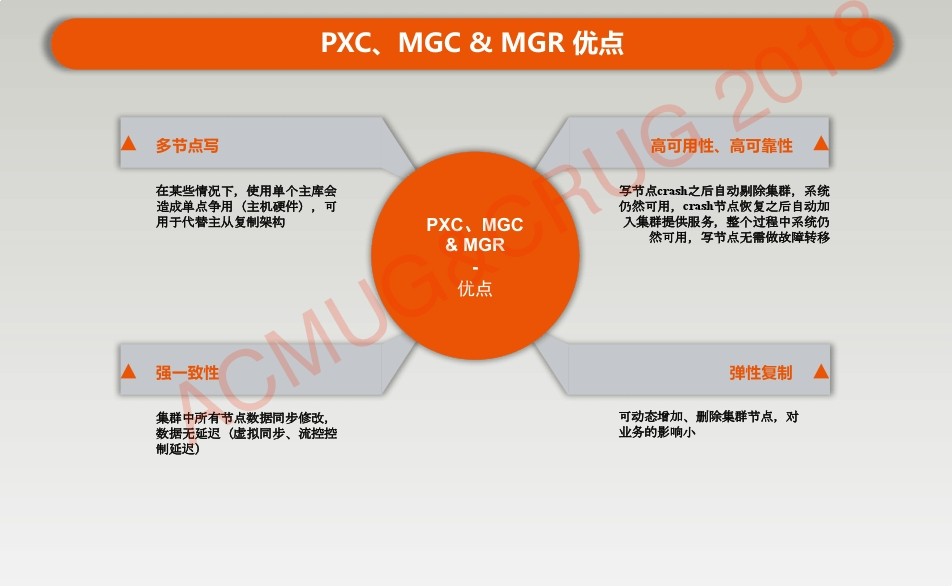 PXC、MGC & MGR 优点
多节点写
在某些情况下，使用单个主库会
造成单点争用（主机硬件），可
用于代替主从复制架构
高可用性、高可靠性
写节点crash之后自动剔除集群，系统
仍然可用，crash节点恢复之后自动加
入集群提供服务，整个过程中系统仍
然可用，写节点无需做故障转移
PXC、MGC
& MGR
-
优点
强一致性
集群中所有节点数据同步修改，
数据无延迟（虚拟同步、流控控
制延迟）
弹性复制
可动态增加、删除集群节点，对
业务的影响小
ACMUG&CRUG 2018